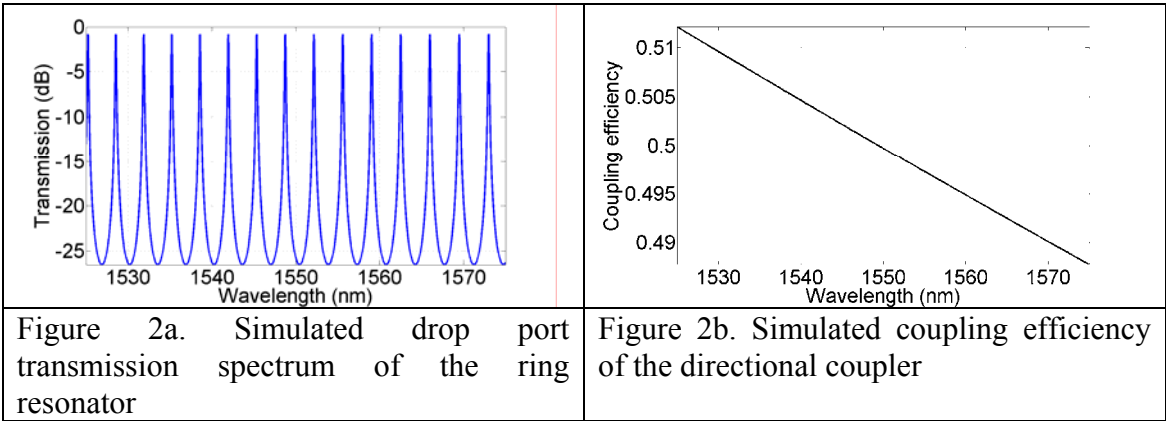 0
-5
-10
-15
-20
-25
Transmission (dB)
1530 1540 1550 1560 1570
Wavelength (nm)
0.51
0.505
0.5
0.495
0.49
Coupling efficiency
1530 1540 1550 1560 1570
Wavelength (nm)
Figure 2a. Simulated drop port
transmission spectrum of the ring
resonator
Figure 2b. Simulated coupling efficiency
of the directional coupler